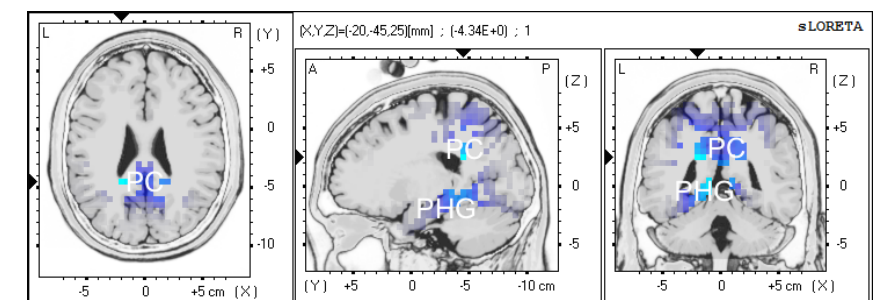 L R (Y)
+5
0
-5
-10
PC
-5 0 +5 cm (X)
(X,Y,Z)=(-20,-45,25)[mm] ; (-4.34E+0) ; 1
sLORETA
A P (Z)
+5
0
-5
PC
PHG
(Y) +5 0 -5 -10 cm
L R (Z)
+5
0
-5
PC
PHG
-5 0 +5 cm (X)